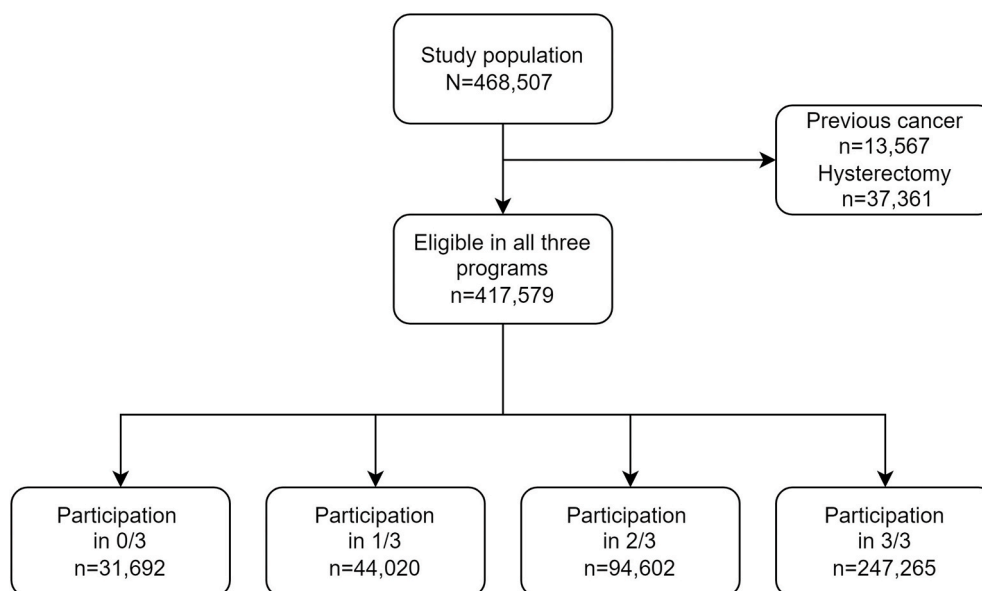 Study population
N=468,507
Previous cancer
n=13,567
Hysterectomy
n=37,361
Eligible in all three
programs
n=417,579
Participation
in 0/3
n=31,692
Participation
in 1/3
n=44,020
Participation
in 2/3
n=94,602
Participation
in 3/3
n=247,265